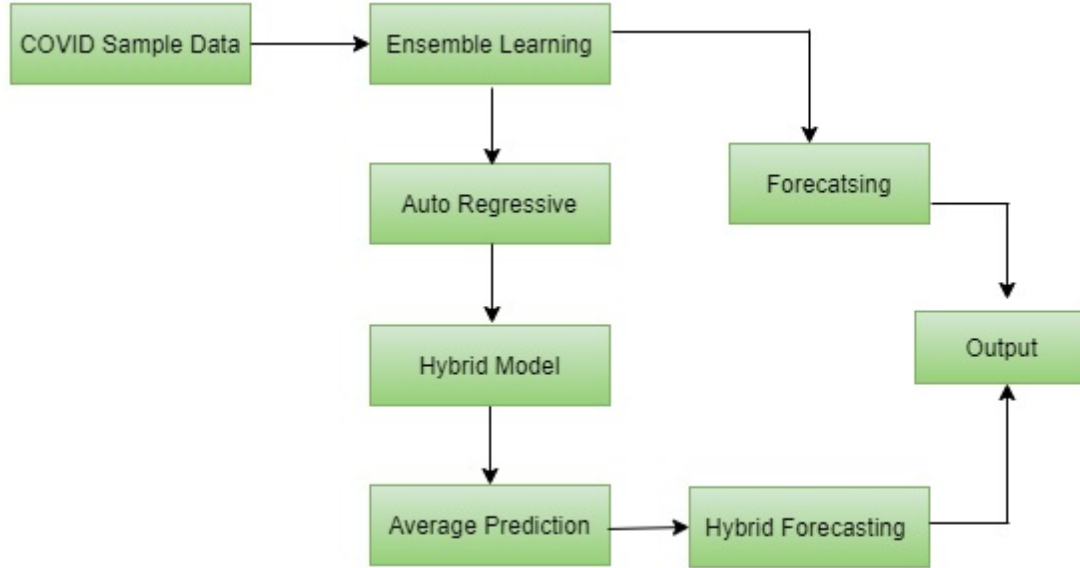 COVID Sample Data
Ensemble Learning
Auto Regressive
Forecatsing
Hybrid Model
Output
Average Prediction
Hybrid Forecasting